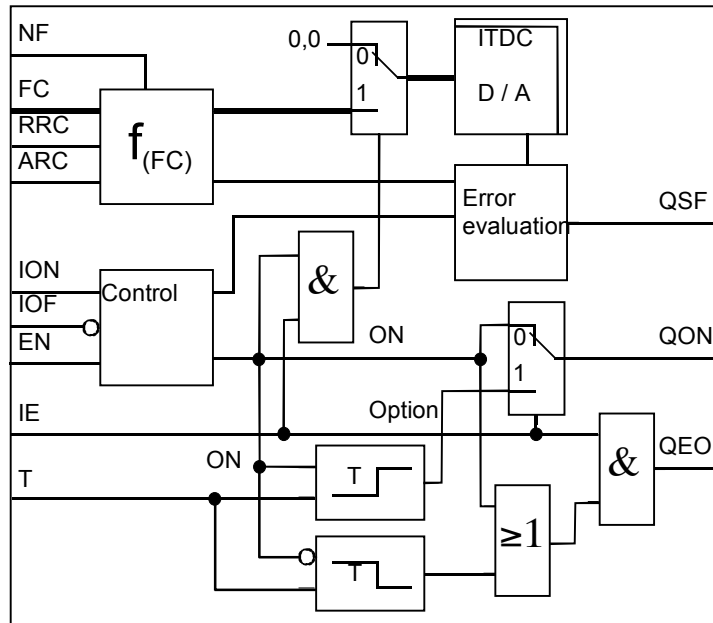 NF
FC
RRC
ARC
f(FC)
0,0
0
1
ITDC
D / A
Error
evaluation
QSF
ION
IOF
EN
Control
&
ON
0
1
QON
IE
Option
T
ON
T
&
QEO
≥1
T